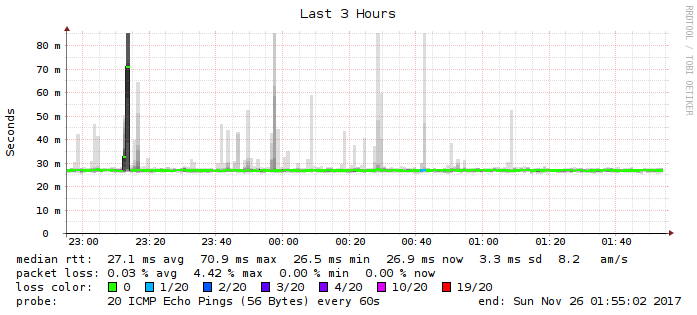 Last 3 Hours
RRDTOOL / TOBI OETIKER
Seconds
80 m
70 m
60 m
50 m
40 m
30 m
20 m
10 m
0
23:00 23:20 23:40 00:00 00:20 00:40 01:00 01:20 01:40
median rtt: 27.1 ms avg 70.9 ms max 26.5 ms min 26.9 ms now 3.3 ms sd 8.2 am/s
packet loss: 0.03 % avg 4.42 % max 0.00 % min 0.00 % now
loss color: 0 1/20 2/20 3/20 4/20 10/20 19/20
probe: 20 ICMP Echo Pings (56 Bytes) every 60s end: Sun Nov 26 01:55:02 2017